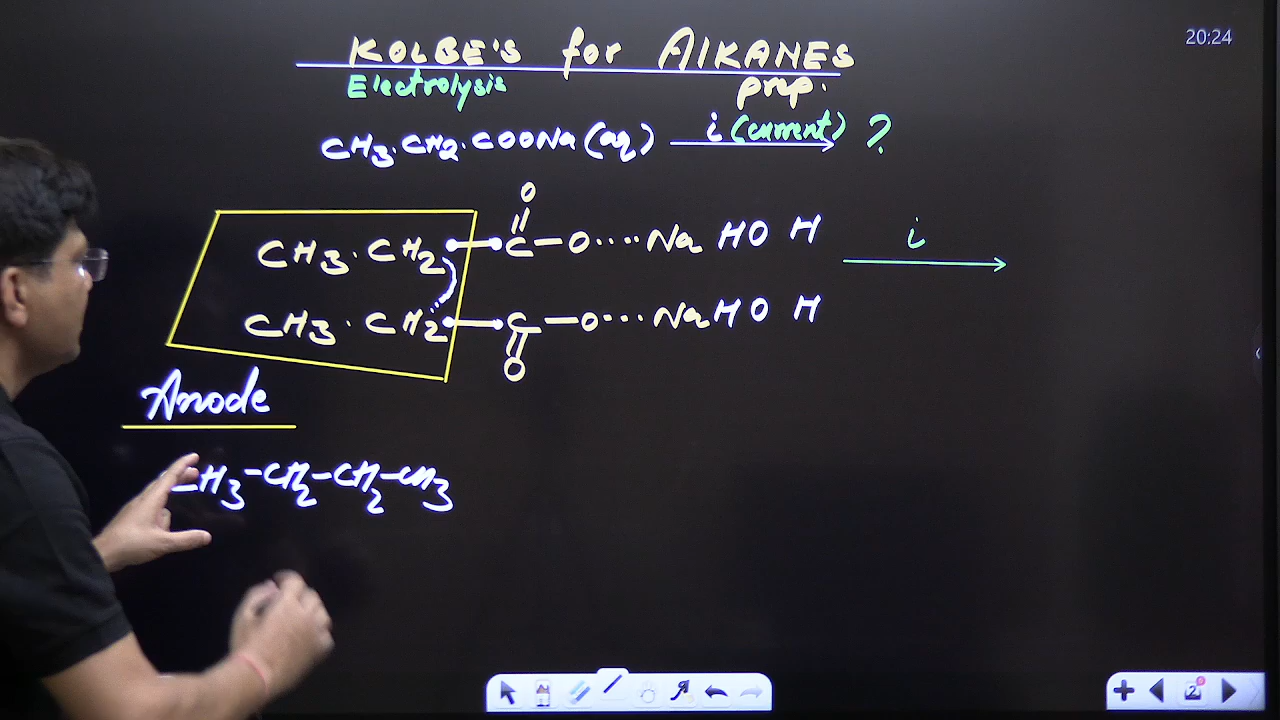 20:24
KOLBE'S for AlKANES
Electrolysis prep.
CH3.CH2.COONa(aq) i (current) ?
O
CH3.CH2 C-O....Na HO H i
CH3.CH2 C-O...Na HO H
O
Anode
CH3-CH2-CH2-CH3
2